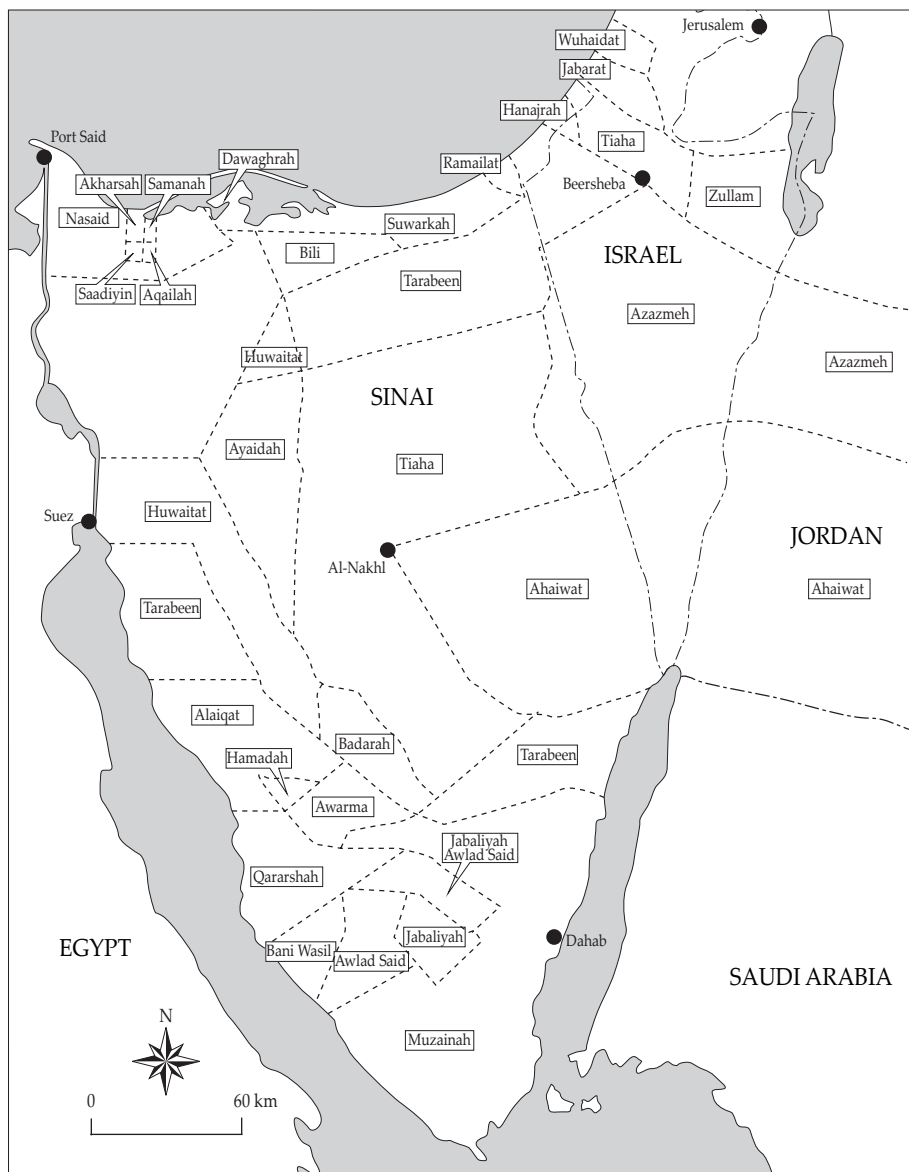 Jerusalem
Wuhaidat
Jabarat
Hanajrah
Port Said
Dawaghrah
Tiaha
Ramailat
Akharsah
Samanah
Beersheba
Zullam
Nasaid
Suwarkah
Bili
ISRAEL
Tarabeen
Saadiyin
Aqailah
Azazmeh
Huwaitat
Azazmeh
SINAI
Ayaidah
Tiaha
Huwaitat
Suez
JORDAN
Al-Nakhl
Ahaiwat
Ahaiwat
Tarabeen
Alaiqat
Badarah
Hamadah
Tarabeen
Awarma
Jabaliyah
Awlad Said
Qararshah
Jabaliyah
Dahab
EGYPT
Bani Wasil
Awlad Said
SAUDI ARABIA
N
Muzainah
0 60 km